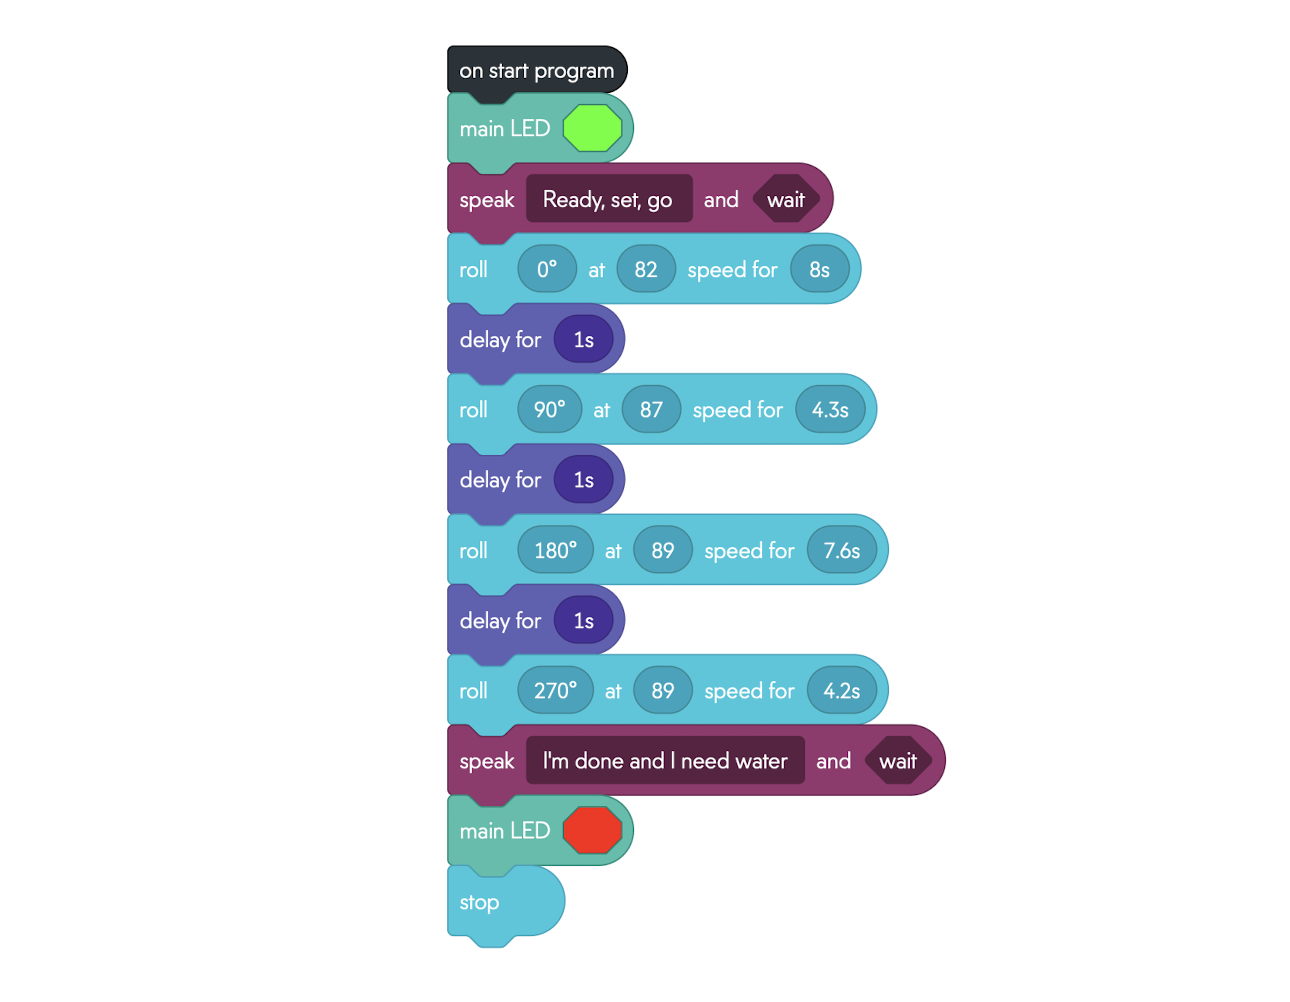 on start program
main LED
speak Ready, set, go and wait
roll 0° at 82 speed for 8s
delay for 1s
roll 90° at 87 speed for 4.3s
delay for 1s
roll 180° at 89 speed for 7.6s
delay for 1s
roll 270° at 89 speed for 4.2s
speak I'm done and I need water and wait
main LED
stop